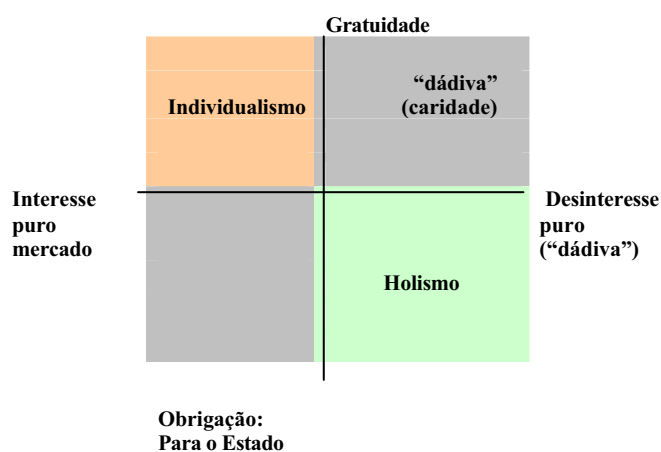 Gratuidade
Individualismo
“dádiva”
(caridade)
Interesse
puro
mercado
Desinteresse
puro
(“dádiva”)
Holismo
Obrigação:
Para o Estado